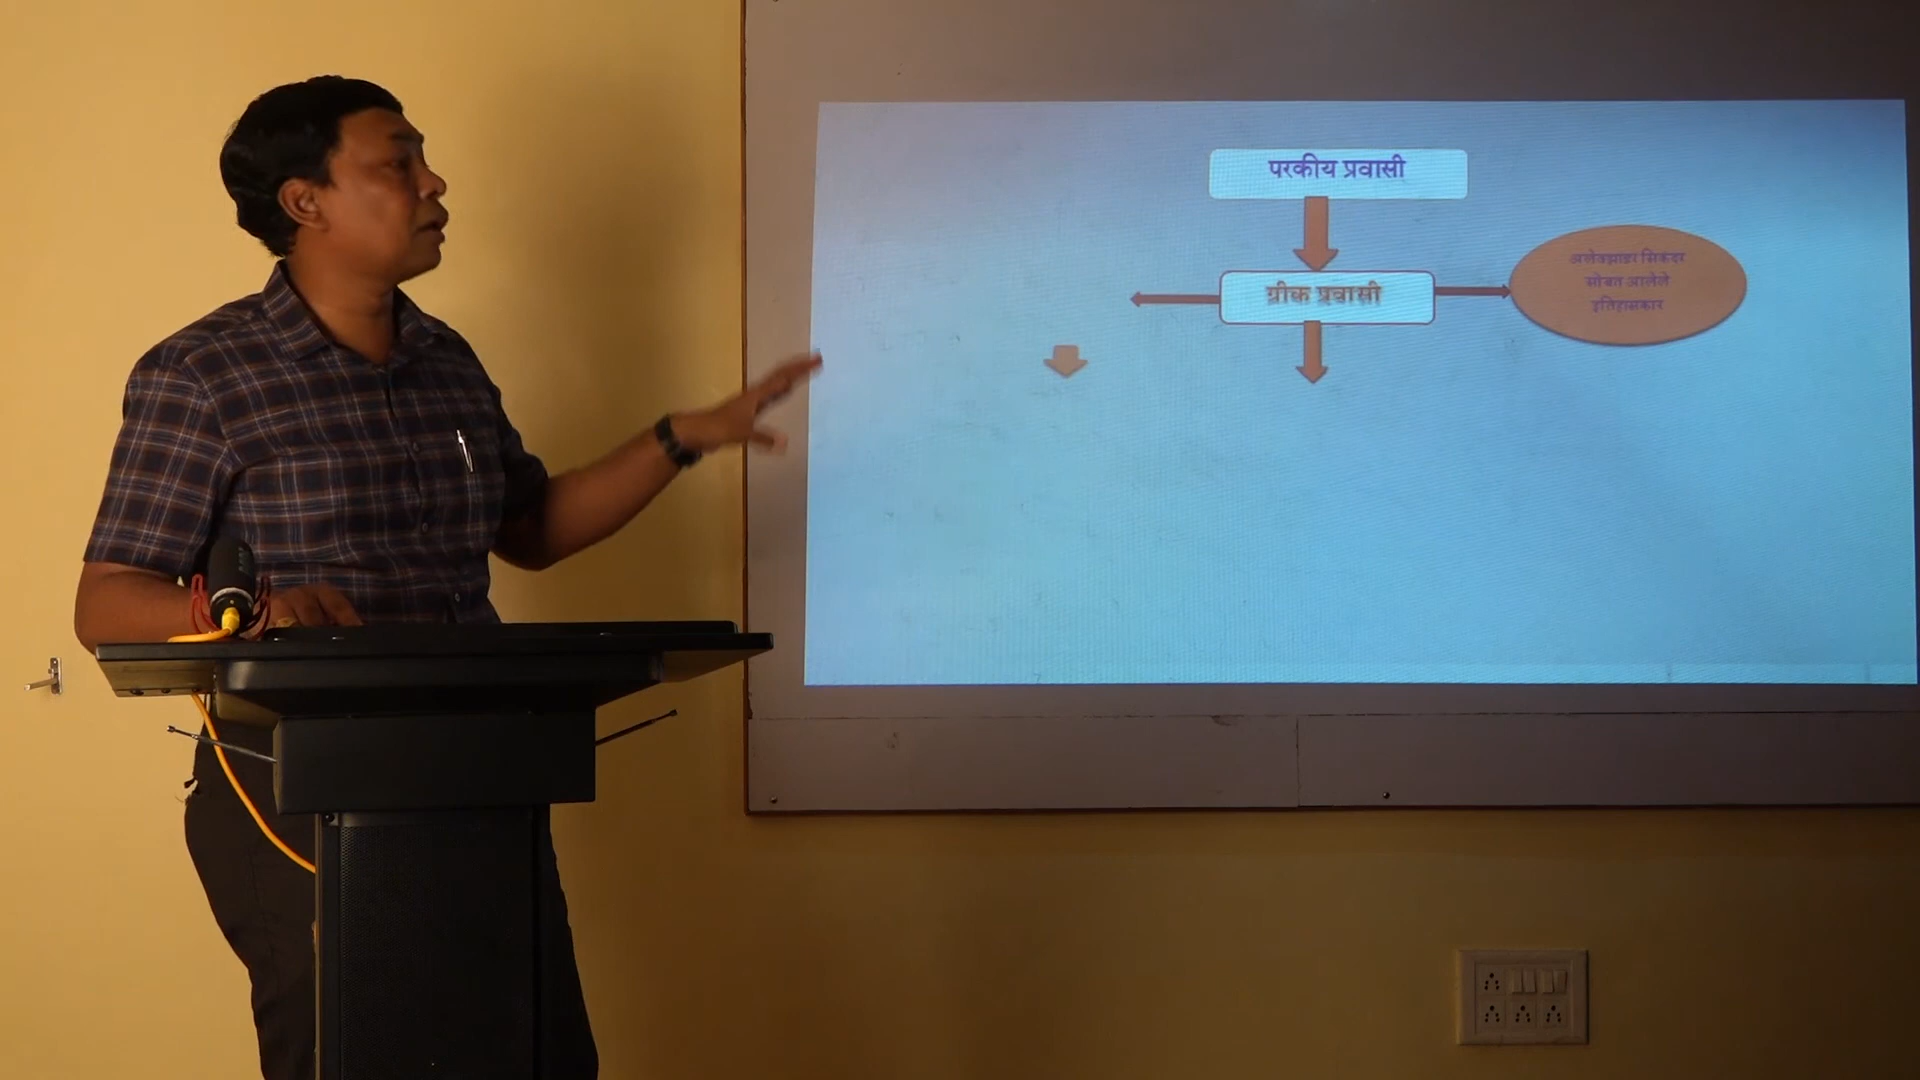 परकीय प्रवासी
ग्रीक प्रवासी
अलेक्झांडर सिकंदर
सोबत आलेले
इतिहासकार